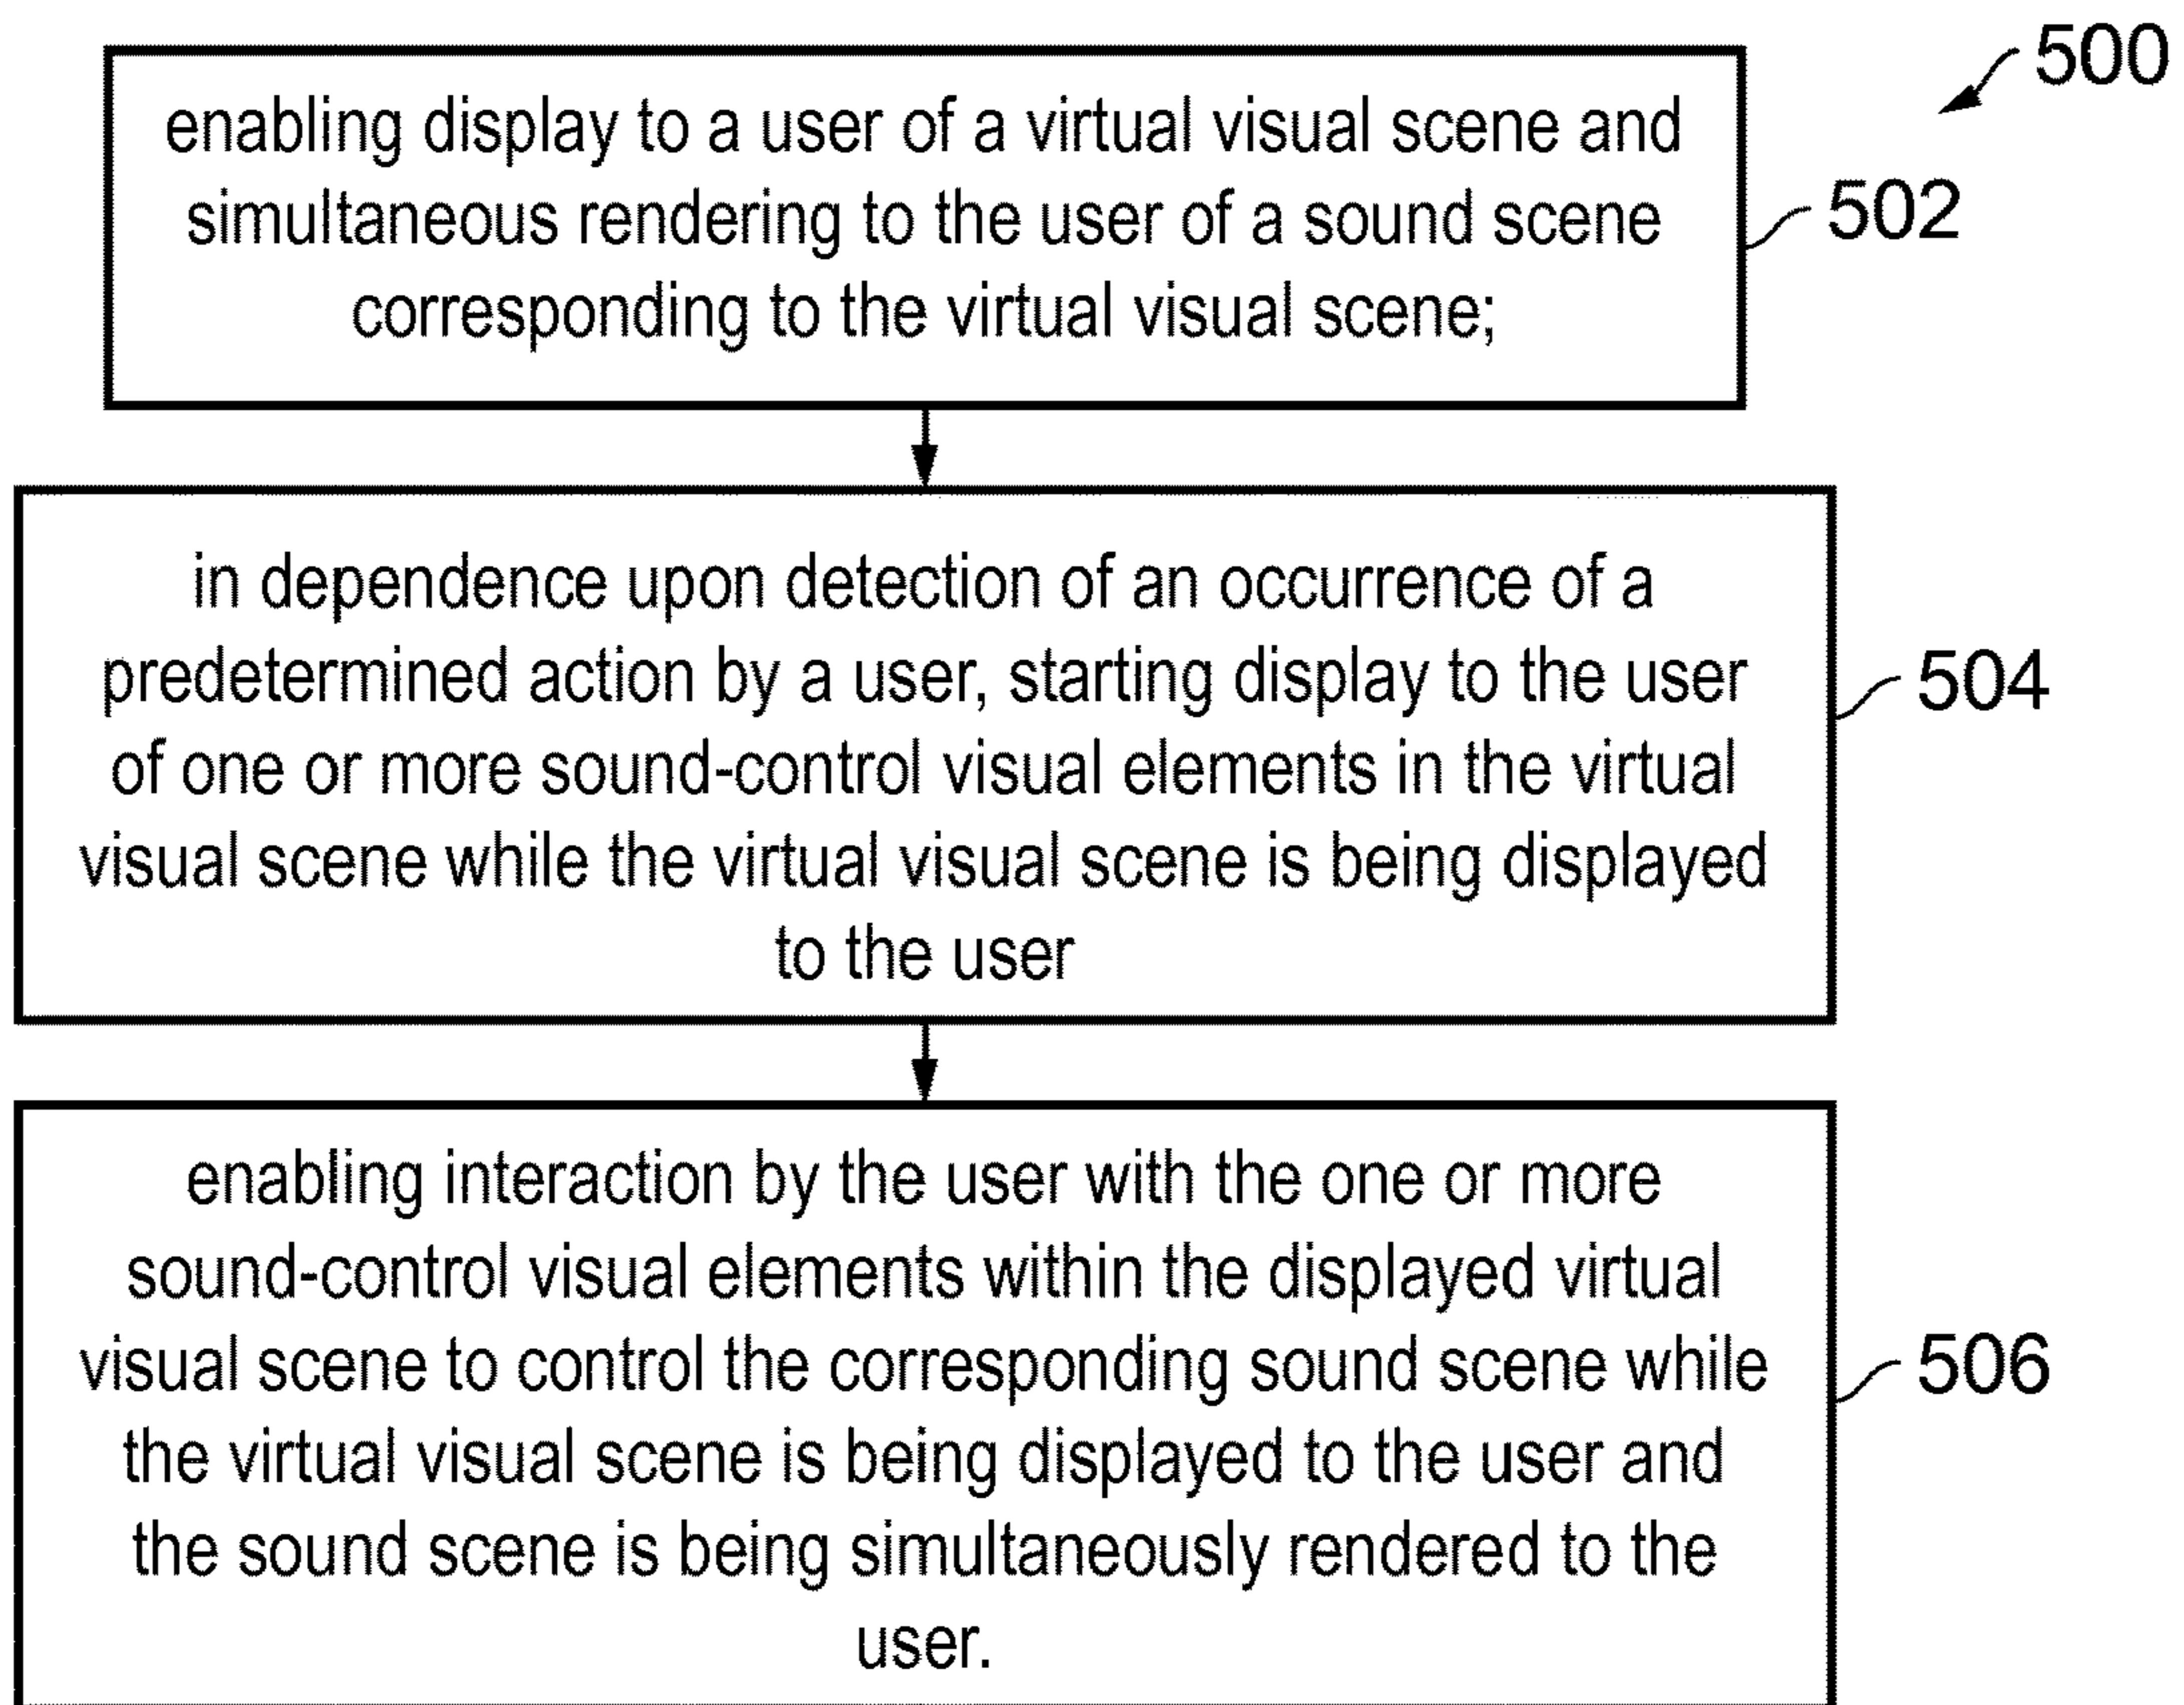 500
enabling display to a user of a virtual visual scene and
simultaneous rendering to the user of a sound scene
corresponding to the virtual visual scene;
502
in dependence upon detection of an occurrence of a
predetermined action by a user, starting display to the user
of one or more sound-control visual elements in the virtual
visual scene while the virtual visual scene is being displayed
to the user
504
enabling interaction by the user with the one or more
sound-control visual elements within the displayed virtual
visual scene to control the corresponding sound scene while
the virtual visual scene is being displayed to the user and
the sound scene is being simultaneously rendered to the
user.
506